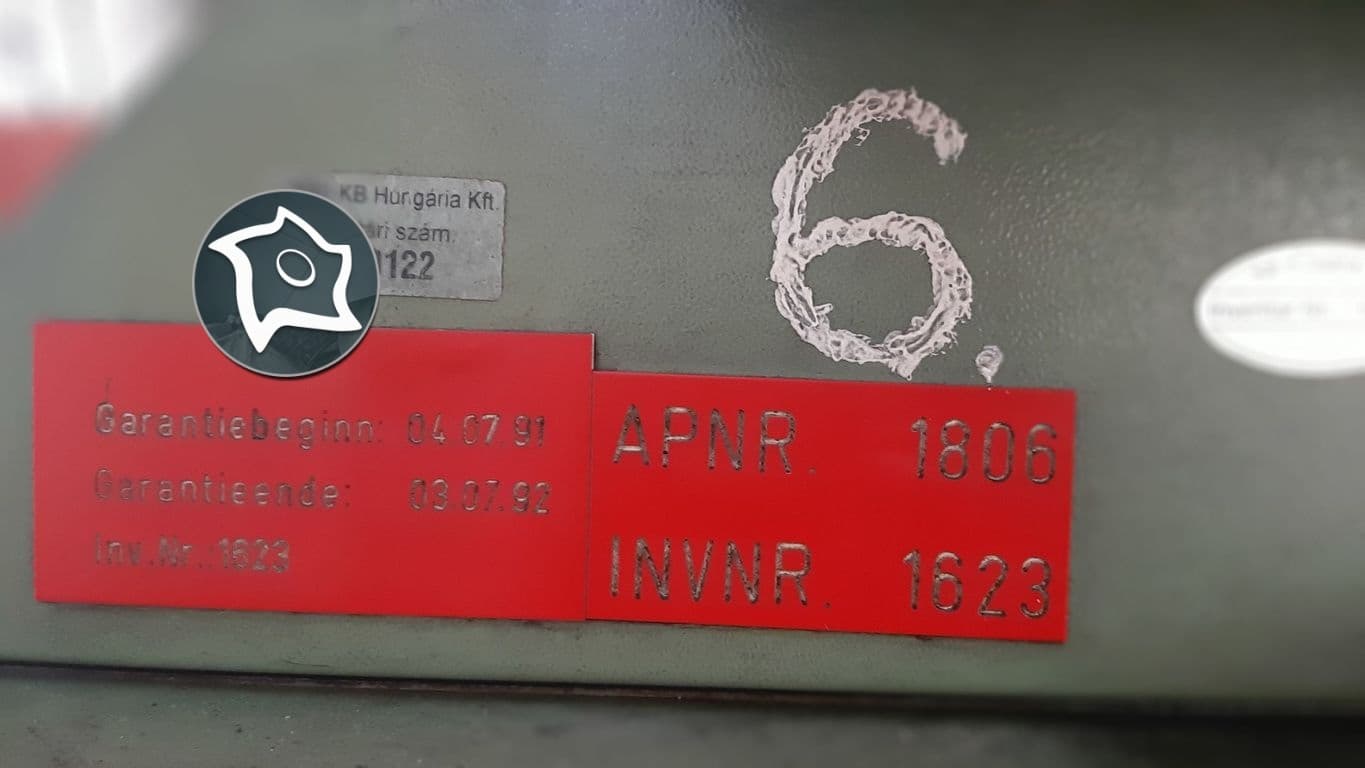 KB Hungária Kft.
szám.
122
6.
Garantiebeginn: 04.07.91
Garantieende: 03.07.92
Inv.Nr.:1623
APNR. 1806
INVNR. 1623